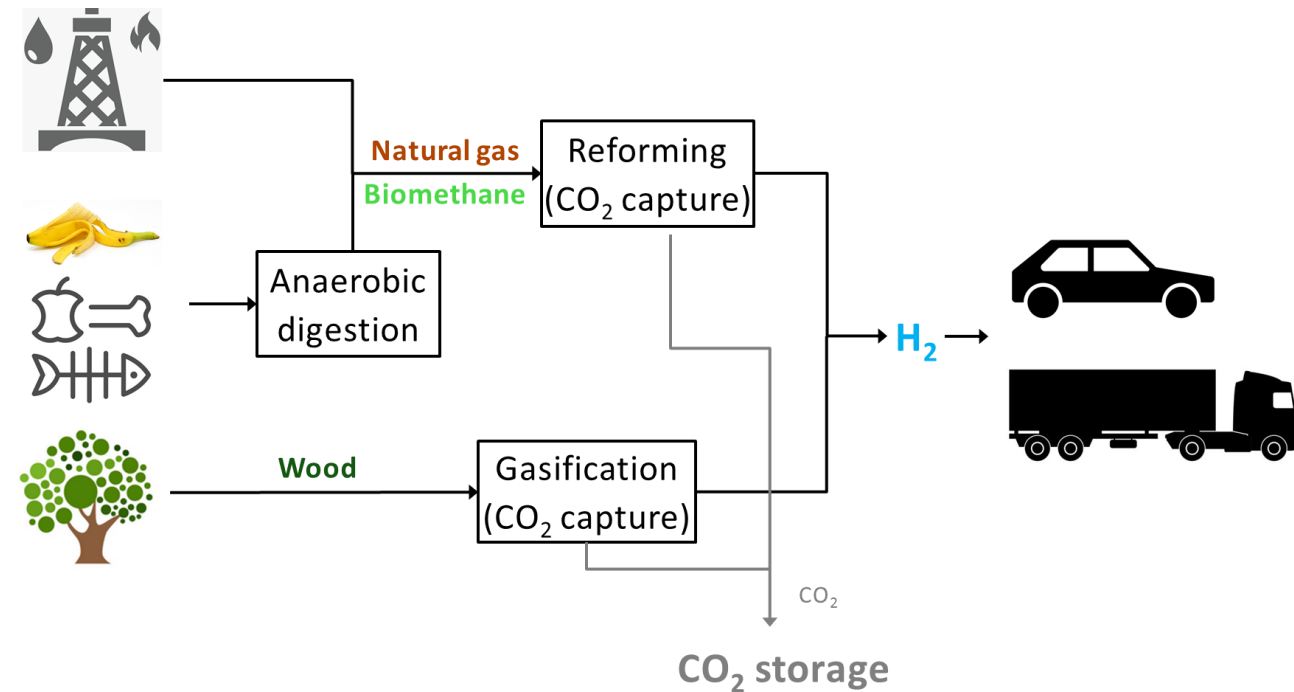 Natural gas
Biomethane
Reforming
(CO₂ capture)
Anaerobic
digestion
H₂
Wood
Gasification
(CO₂ capture)
CO₂
CO₂ storage